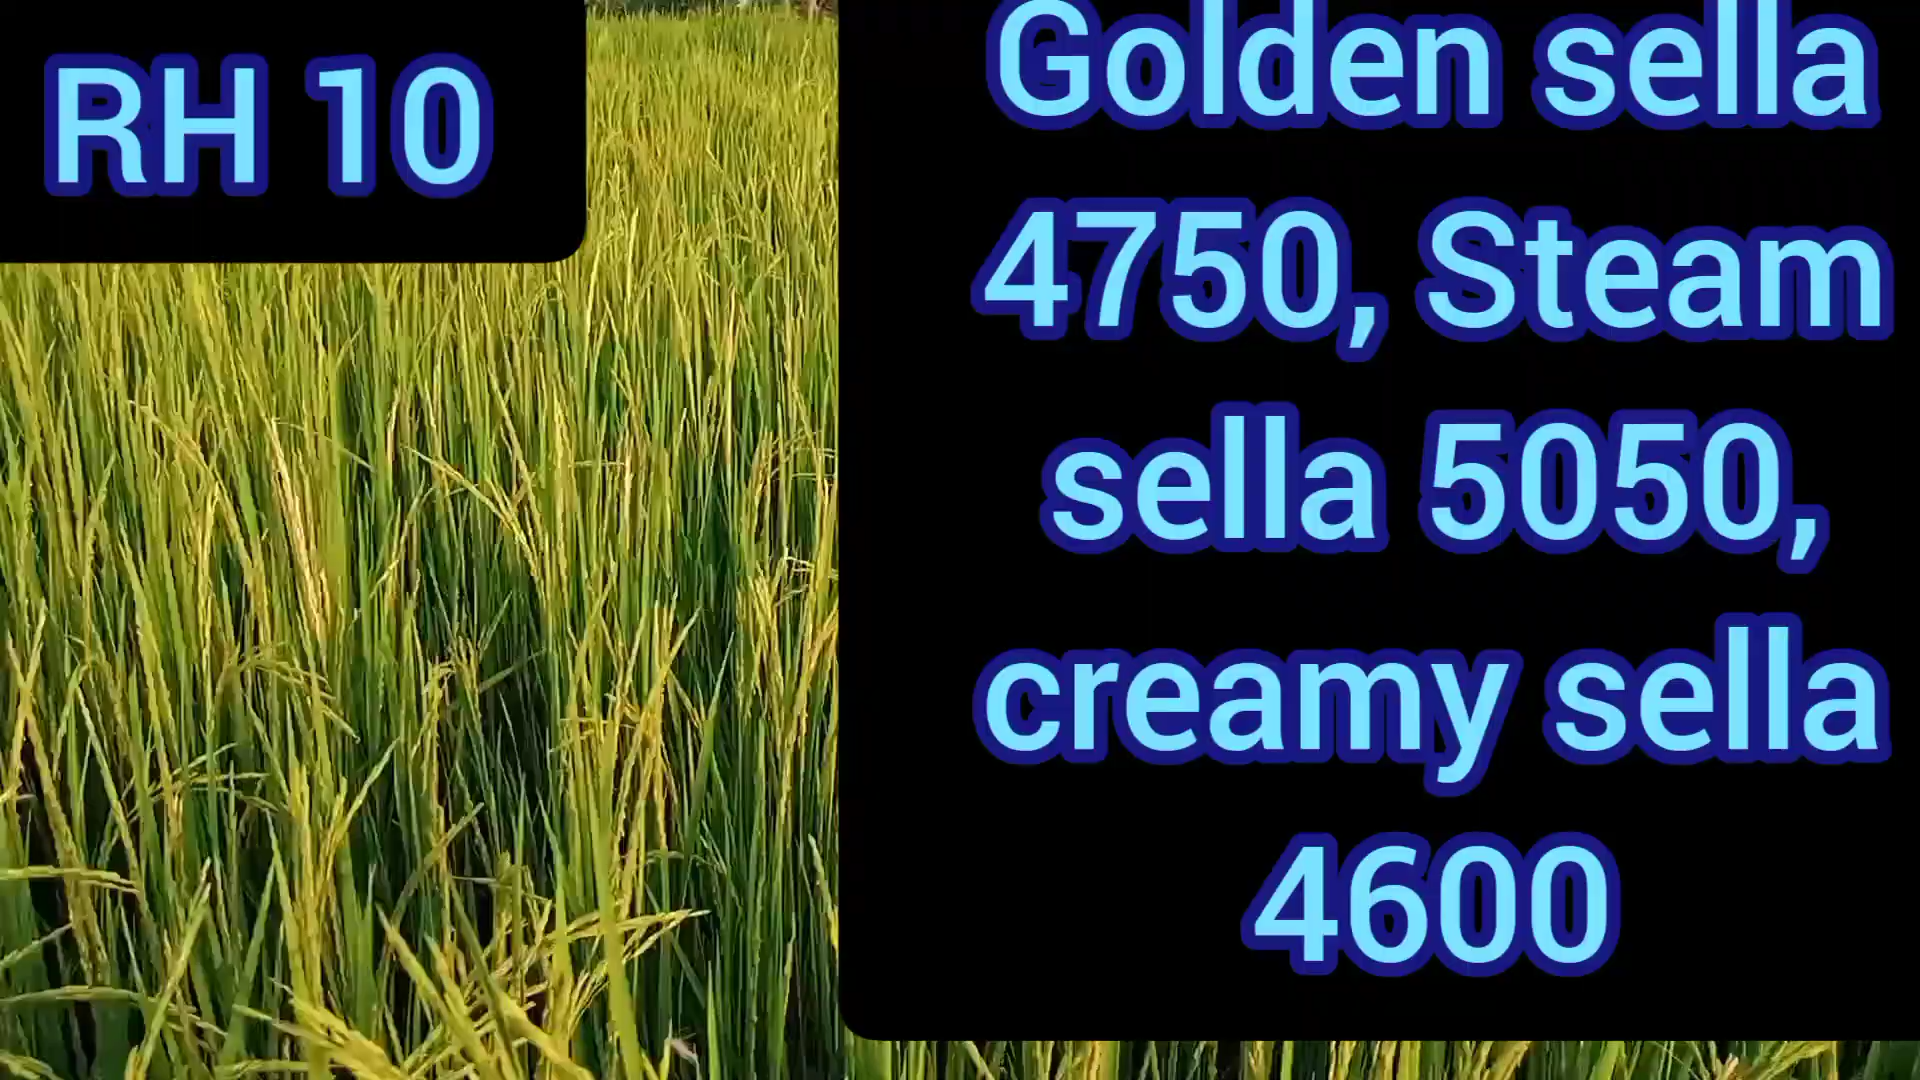 RH 10
Golden sella
4750, Steam
sella 5050,
creamy sella
4600